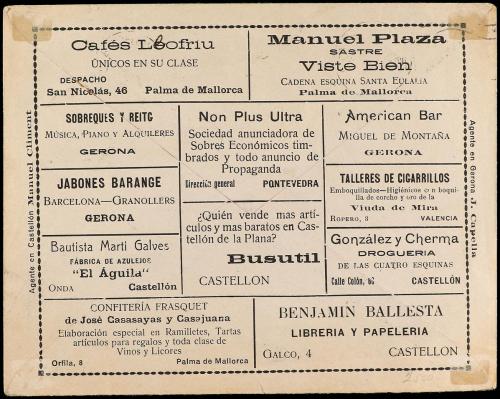 Cafés Leofriu
ÚNICOS EN SU CLASE
DESPACHO
San Nicolás, 46 Palma de Mallorca
Manuel Plaza
SASTRE
Viste Bien
CADENA ESQUINA SANTA EULALIA
Palma de Mallorca
SOBREQUES Y REITG
MÚSICA, PIANO Y ALQUILERES
GERONA
Non Plus Ultra
Sociedad anunciadora de
Sobres Económicos tim-
brados y todo anuncio de
Propaganda
Dirección general PONTEVEDRA
American Bar
MIGUEL DE MONTAÑA
GERONA
JABONES BARANGE
BARCELONA—GRANOLLERS
GERONA
TALLERES DE CIGARRILLOS
Emboquillados—Higiénicos con boqui-
lla de corcho y oro de la
Viuda de Mira
ROPERO, 3 VALENCIA
¿Quién vende mas artí-
culos y mas baratos en Cas-
tellón de la Plana?
Busutil
CASTELLON
Bautista Marti Galves
FÁBRICA DE AZULEJOS
"El Águila"
ONDA Castellón
González y Cherma
DROGUERIA
DE LAS CUATRO ESQUINAS
Calle Colón, CASTELLÓN
CONFITERÍA FRASQUET
de José Casasayas y Casajuana
Elaboración especial en Ramilletes, Tartas
artículos para regalos y toda clase de
Vinos y Licores
Orfila, 8 Palma de Mallorca
BENJAMIN BALLESTA
LIBRERIA Y PAPELERIA
GALCO, 4 CASTELLON
Agente en Castellón Manuel Climent
Agente en Gerona J. Capella